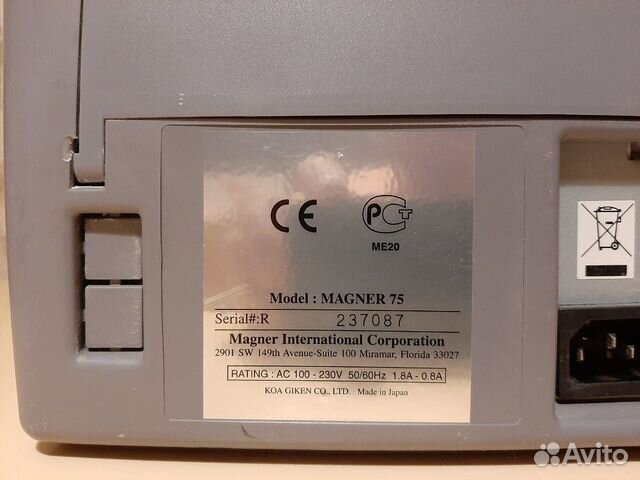 CE PCT
ME20
Model : MAGNER 75
Serial#:R 237087
Magner International Corporation
2901 SW 149th Avenue-Suite 100 Miramar, Florida 33027
RATING : AC 100 - 230V 50/60Hz 1.8A - 0.8A
KOA GIKEN CO., LTD. Made in Japan
Avito